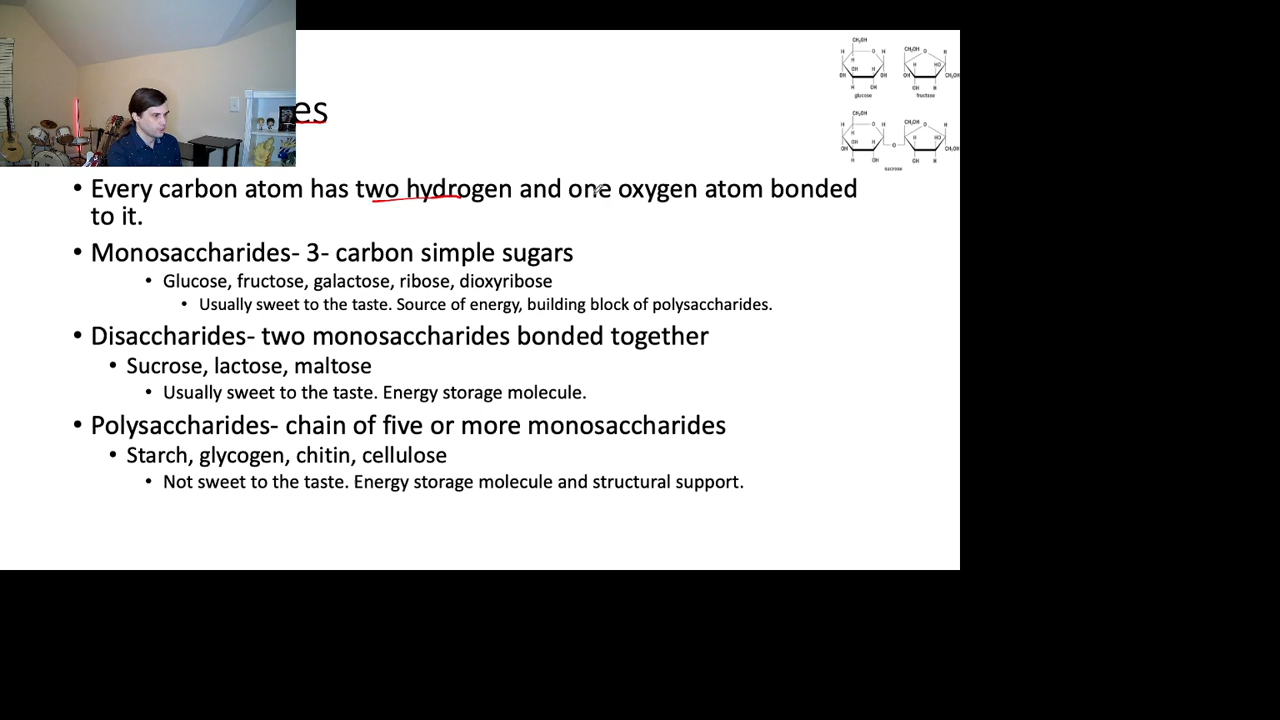 es
• Every carbon atom has two hydrogen and one oxygen atom bonded
to it.
• Monosaccharides- 3- carbon simple sugars
• Glucose, fructose, galactose, ribose, dioxyribose
• Usually sweet to the taste. Source of energy, building block of polysaccharides.
• Disaccharides- two monosaccharides bonded together
• Sucrose, lactose, maltose
• Usually sweet to the taste. Energy storage molecule.
• Polysaccharides- chain of five or more monosaccharides
• Starch, glycogen, chitin, cellulose
• Not sweet to the taste. Energy storage molecule and structural support.
glucose
fructose
sucrose